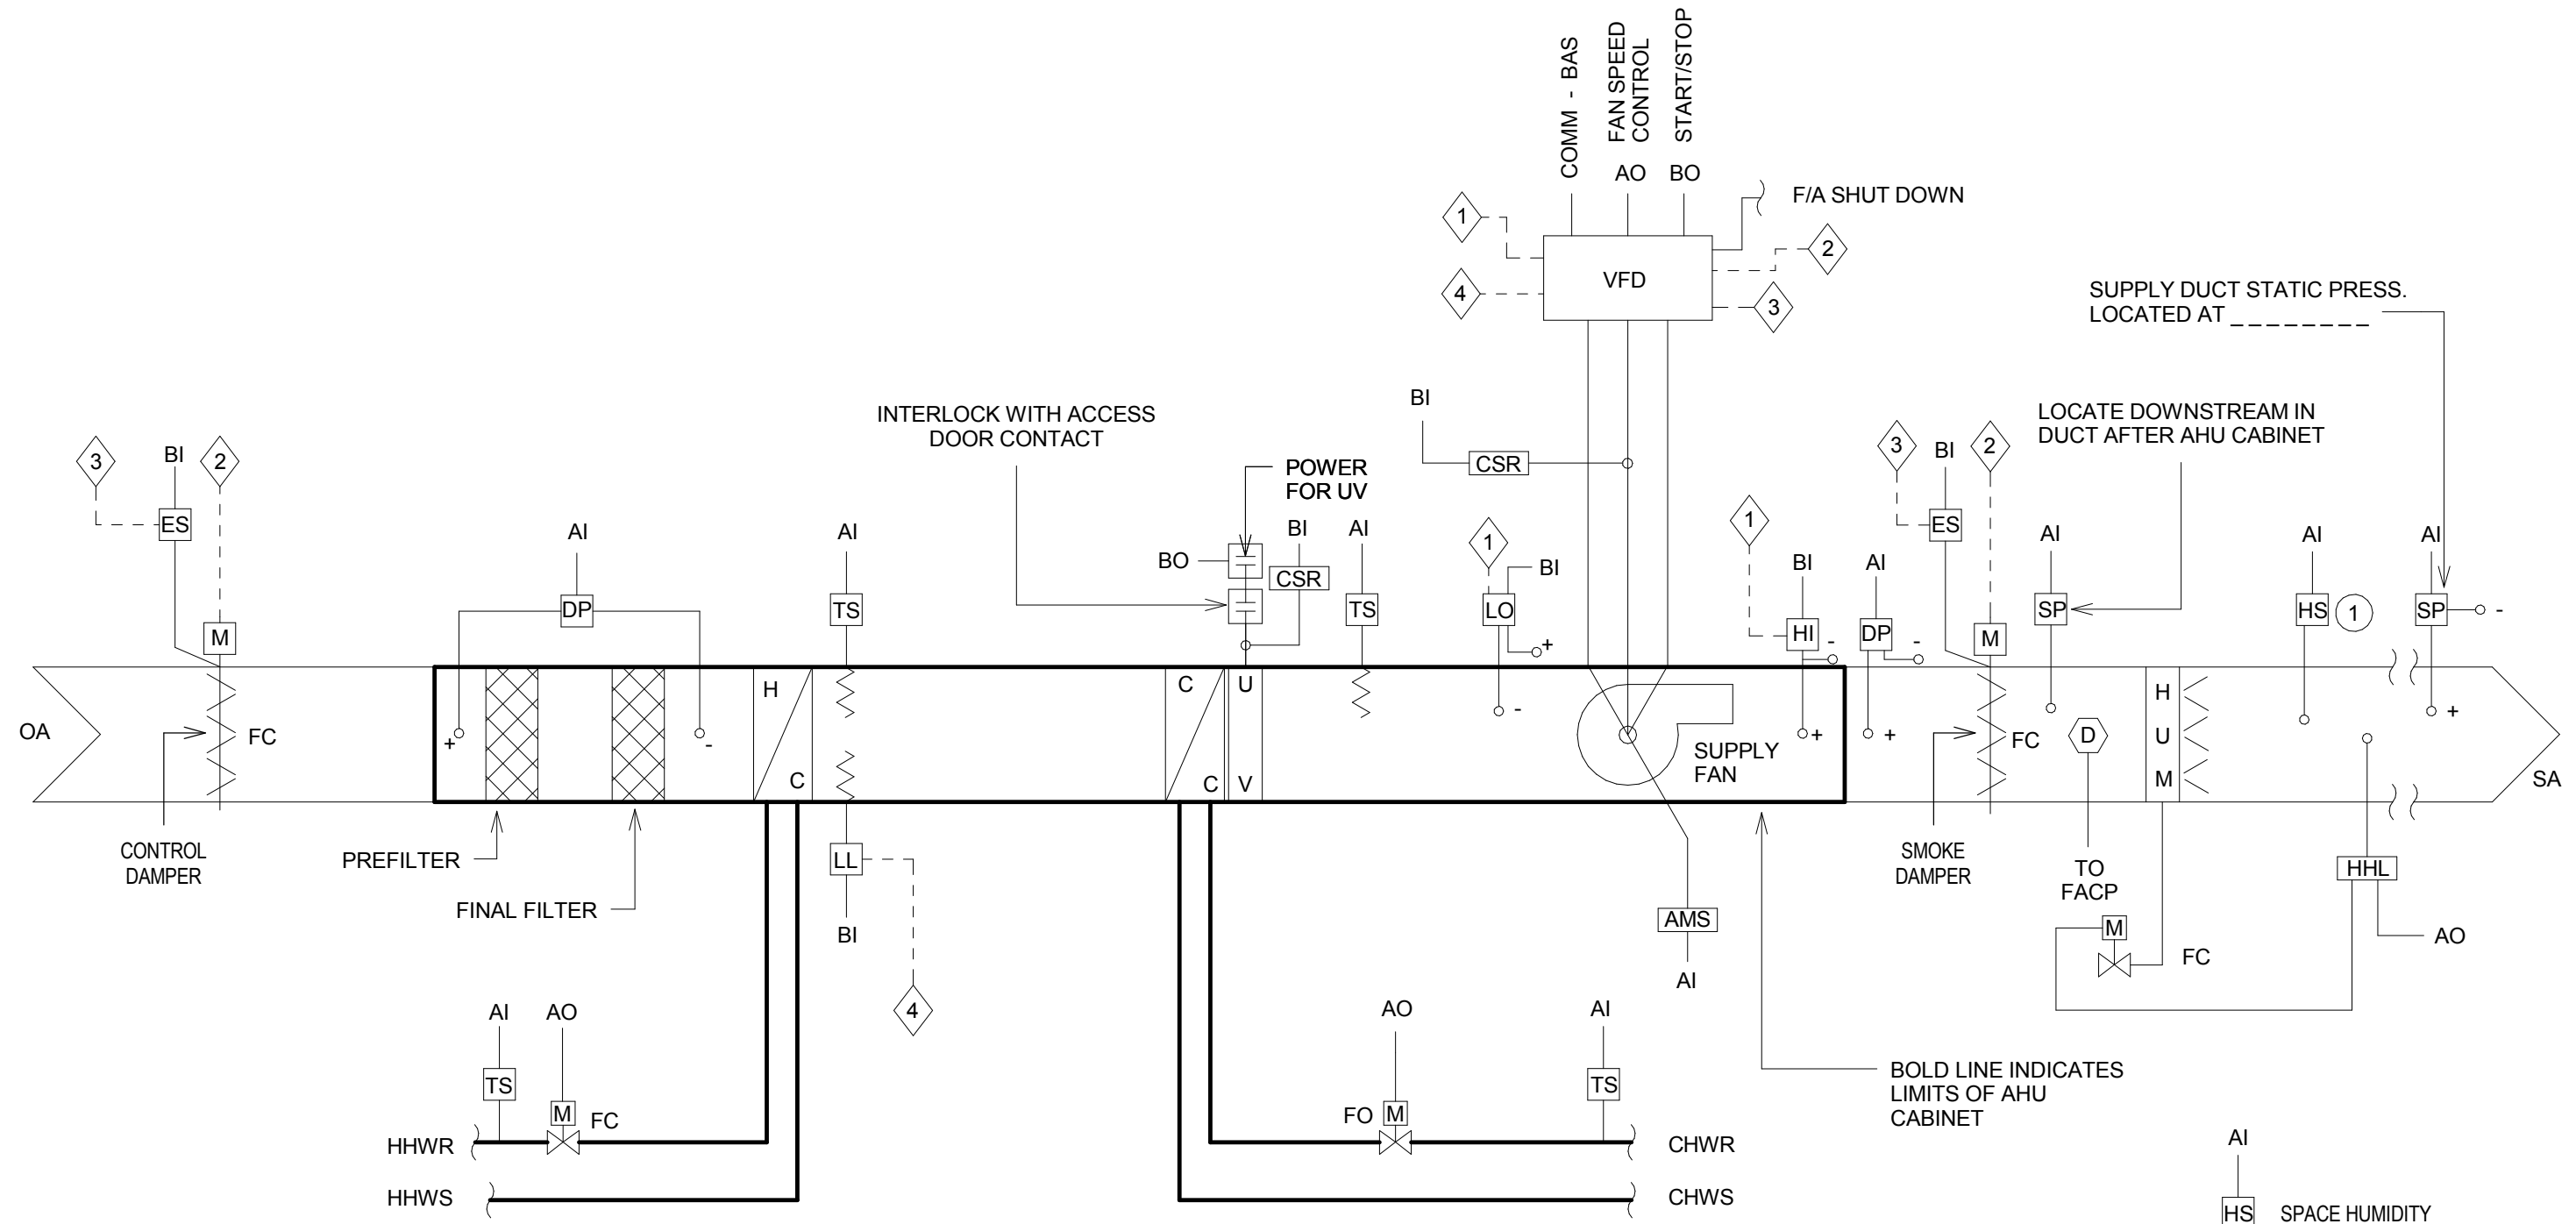 COMM - BAS
FAN SPEED
CONTROL
START/STOP
AO
BO
F/A SHUT DOWN
1
2
VFD
4
3
SUPPLY DUCT STATIC PRESS.
LOCATED AT _ _ _ _ _ _ _ _
INTERLOCK WITH ACCESS
DOOR CONTACT
BI
LOCATE DOWNSTREAM IN
DUCT AFTER AHU CABINET
3
BI
2
POWER
FOR UV
CSR
3
BI
2
ES
AI
AI
BO
BI
CSR
AI
1
BI
1
ES
AI
AI
AI
M
DP
TS
TS
LO
BI
AI
HI
-
DP
-
M
SP
HS
1
SP
-
+
OA
FC
+
-
H
C
C
C
U
V
-
SUPPLY
FAN
+
+
FC
D
H
U
M
+
SA
CONTROL
DAMPER
PREFILTER
FINAL FILTER
LL
BI
4
AMS
AI
SMOKE
DAMPER
TO
FACP
HHL
M
FC
AO
AI
AO
AO
AI
TS
M
FC
FO
M
TS
BOLD LINE INDICATES
LIMITS OF AHU
CABINET
HHWR
CHWR
HHWS
CHWS
AI
HS
SPACE HUMIDITY